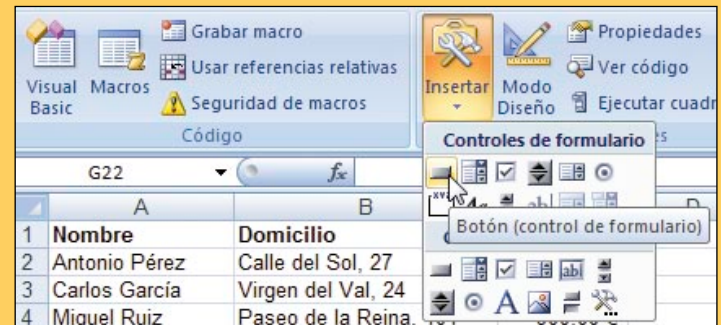 Grabar macro
Usar referencias relativas
Seguridad de macros
Visual Basic
Macros
Código
Insertar
Modo Diseño
Propiedades
Ver código
Ejecutar
Controles de formulario
G22
fx
Botón (control de formulario)
A B D
1 Nombre Domicilio
2 Antonio Pérez Calle del Sol, 27
3 Carlos García Virgen del Val, 24
4 Miguel Ruiz Paseo de la Reina,